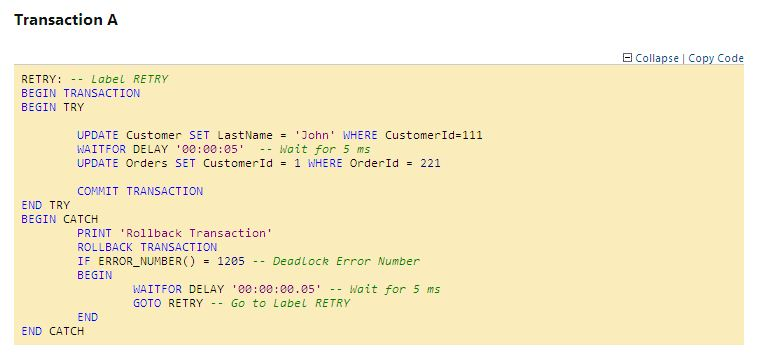 Transaction A
Collapse | Copy Code
RETRY: -- Label RETRY
BEGIN TRANSACTION
BEGIN TRY
UPDATE Customer SET LastName = 'John' WHERE CustomerId=111
WAITFOR DELAY '00:00:05'  -- Wait for 5 ms
UPDATE Orders SET CustomerId = 1 WHERE OrderId = 221
COMMIT TRANSACTION
END TRY
BEGIN CATCH
PRINT 'Rollback Transaction'
ROLLBACK TRANSACTION
IF ERROR_NUMBER() = 1205 -- Deadlock Error Number
BEGIN
WAITFOR DELAY '00:00:00.05' -- Wait for 5 ms
GOTO RETRY -- Go to Label RETRY
END
END CATCH